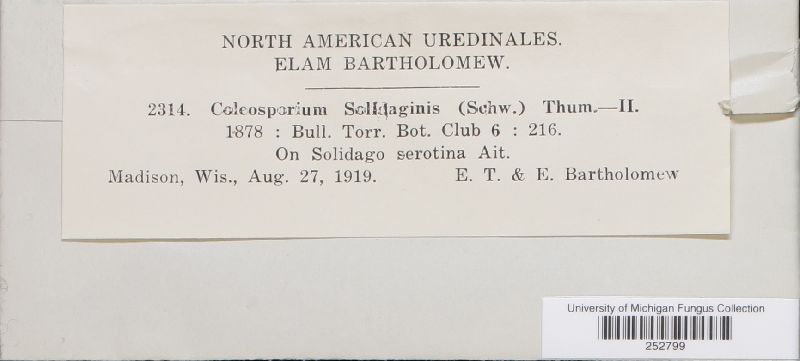 NORTH AMERICAN UREDINALES.
ELAM BARTHOLOMEW.
2314. Coleosporium Solidaginis (Schw.) Thum.—II.
1878 : Bull. Torr. Bot. Club 6 : 216.
On Solidago serotina Ait.
Madison, Wis., Aug. 27, 1919. E. T. & E. Bartholomew
University of Michigan Fungus Collection
252799